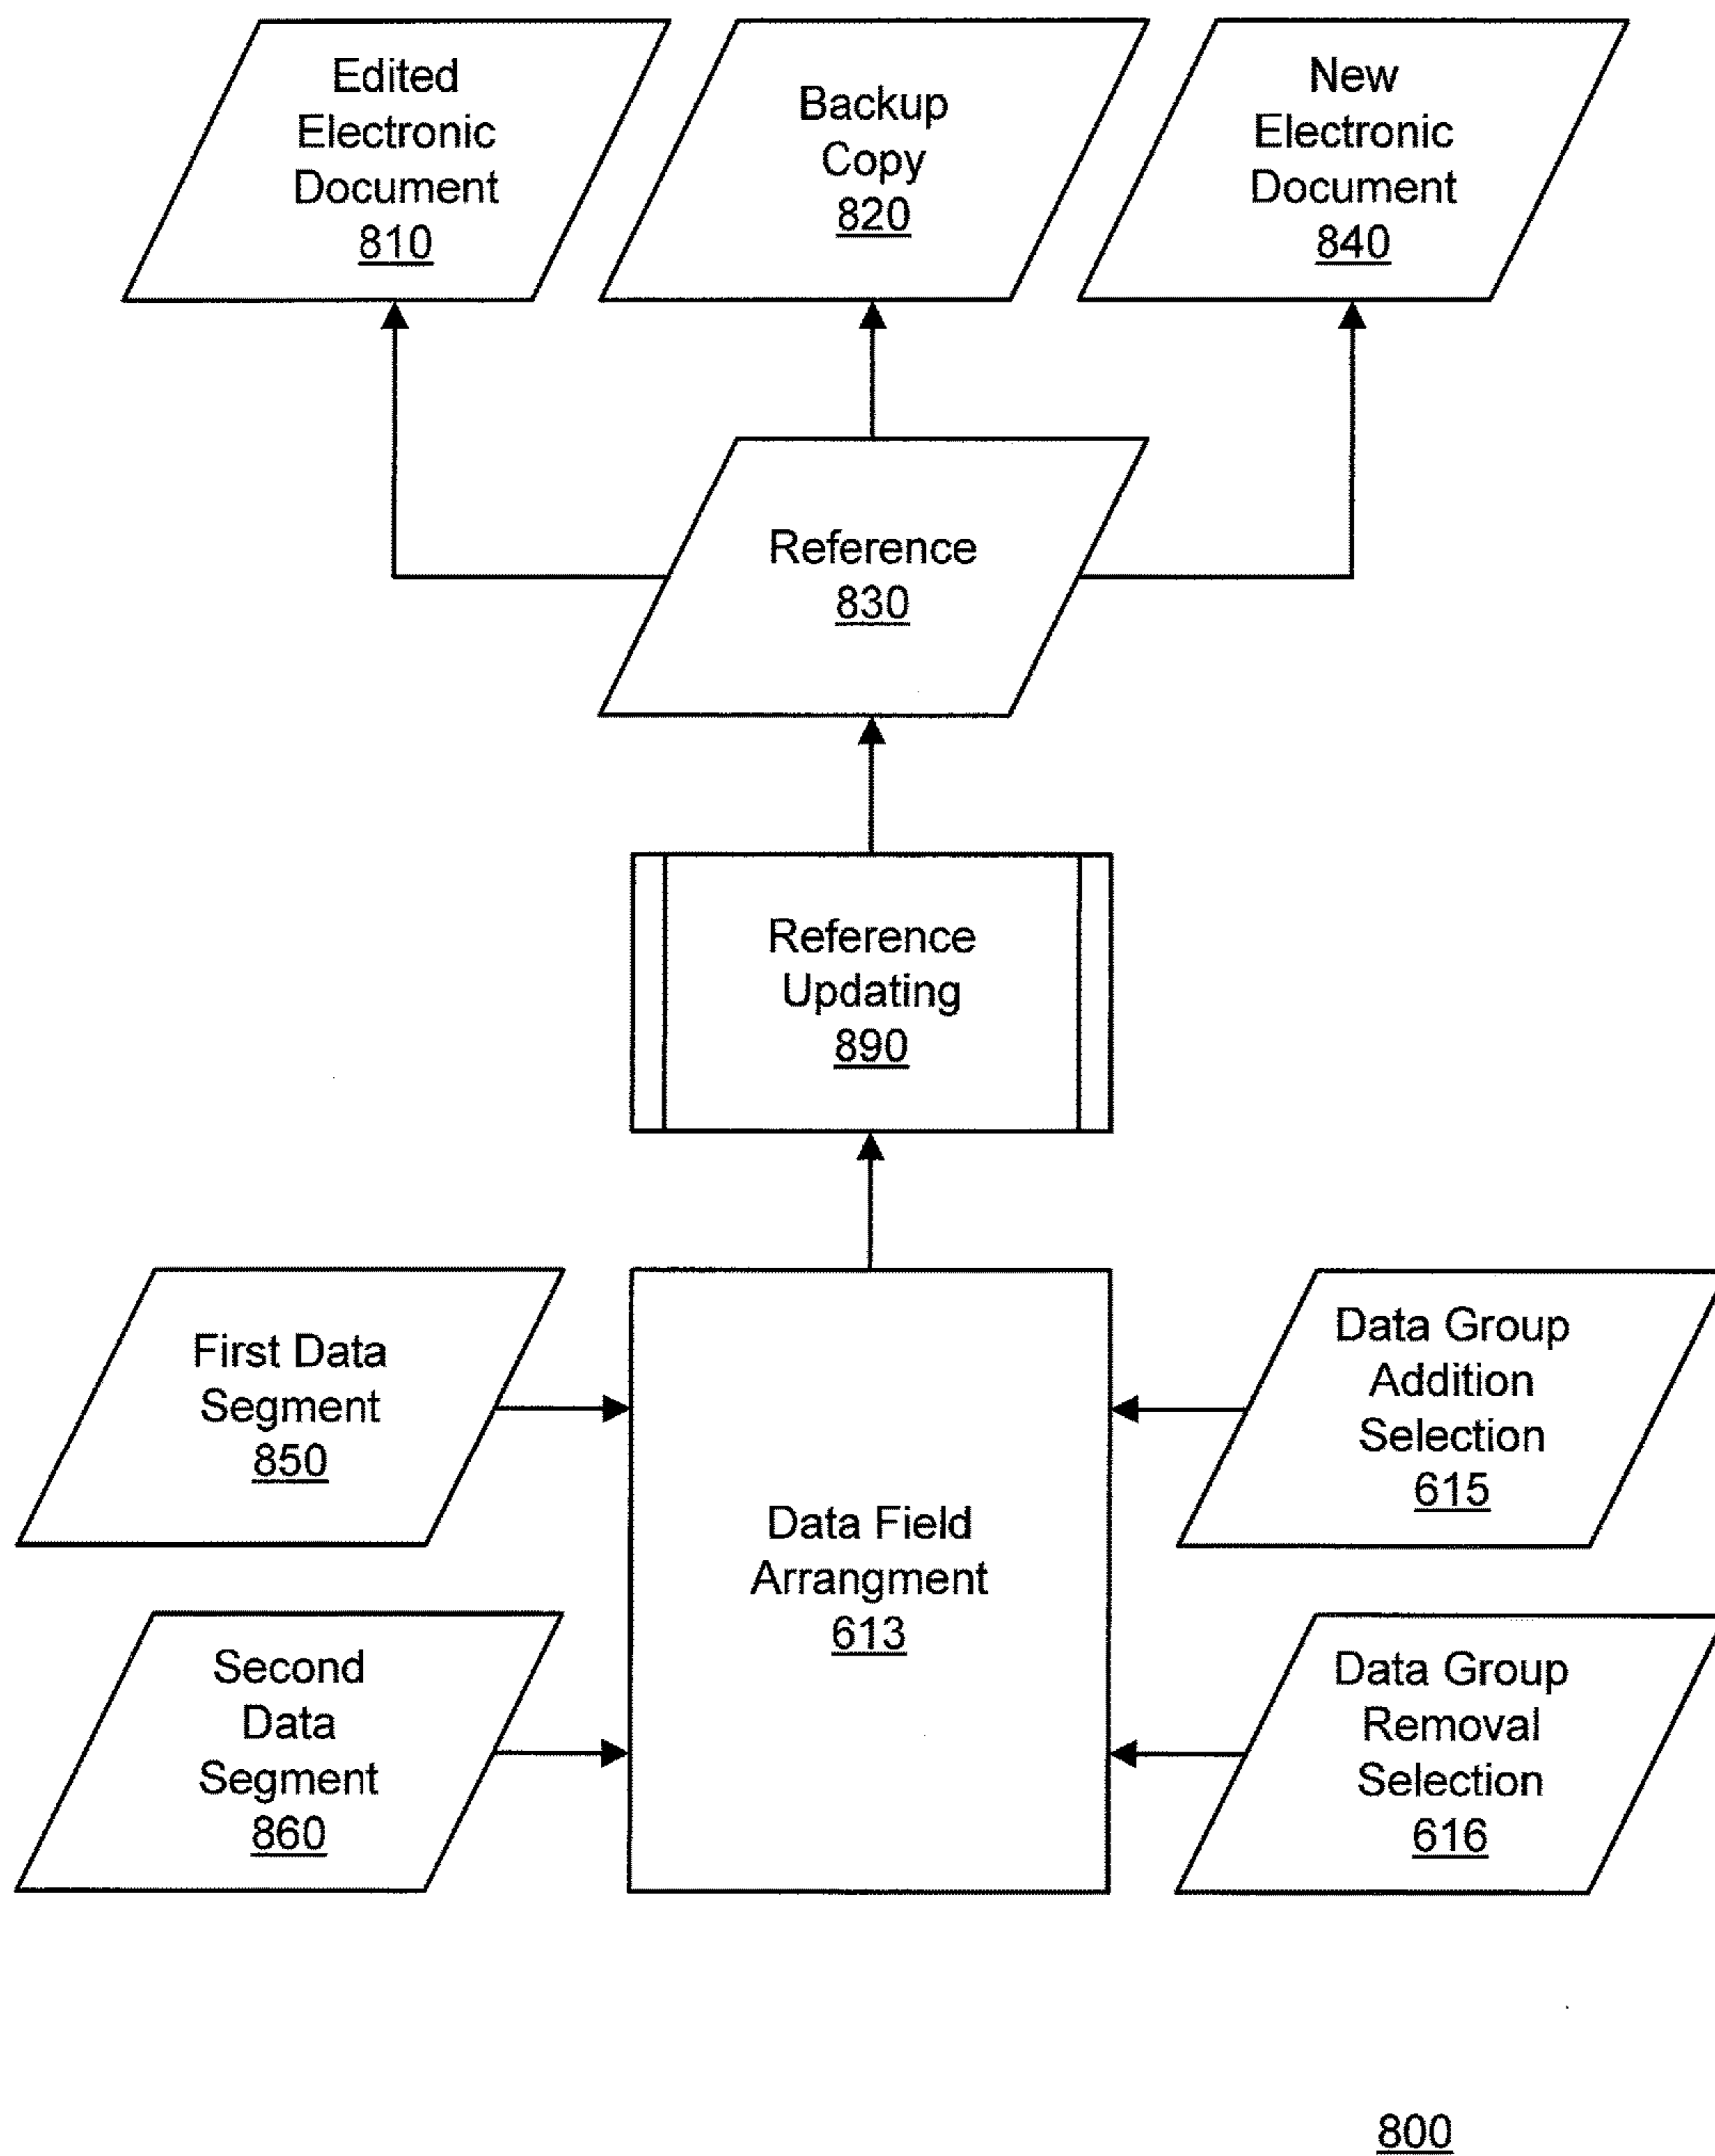 Edited
Electronic
Document
810
Backup
Copy
820
New
Electronic
Document
840
Reference
830
Reference
Updating
890
First Data
Segment
850
Second
Data
Segment
860
Data Field
Arrangment
613
Data Group
Addition
Selection
615
Data Group
Removal
Selection
616
800